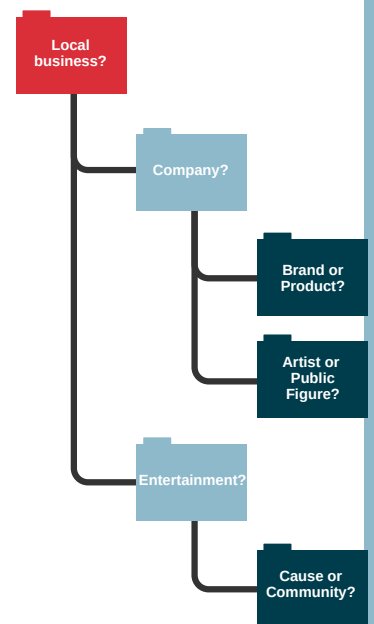 Local
business?
Company?
Brand or
Product?
Artist or
Public
Figure?
Entertainment?
Cause or
Community?